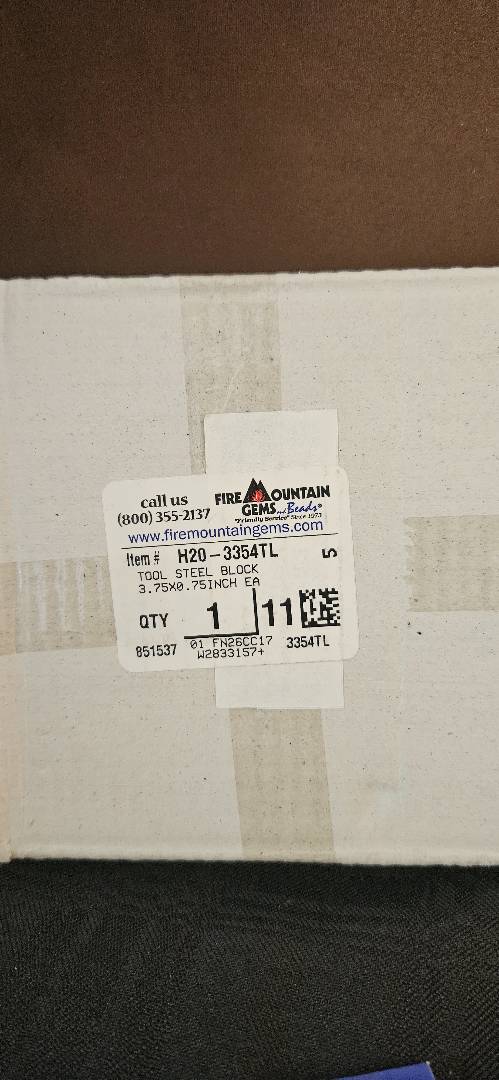 call us
(800) 355-2137
FIRE MOUNTAIN
GEMS and Beads®
"Friendly Service" Since 1973
www.firemountaingems.com
Item # H20-3354TL 5
TOOL STEEL BLOCK
3.75X0.75INCH EA
QTY 1 11
851537 01 FN26CC17 3354TL
W2833157+